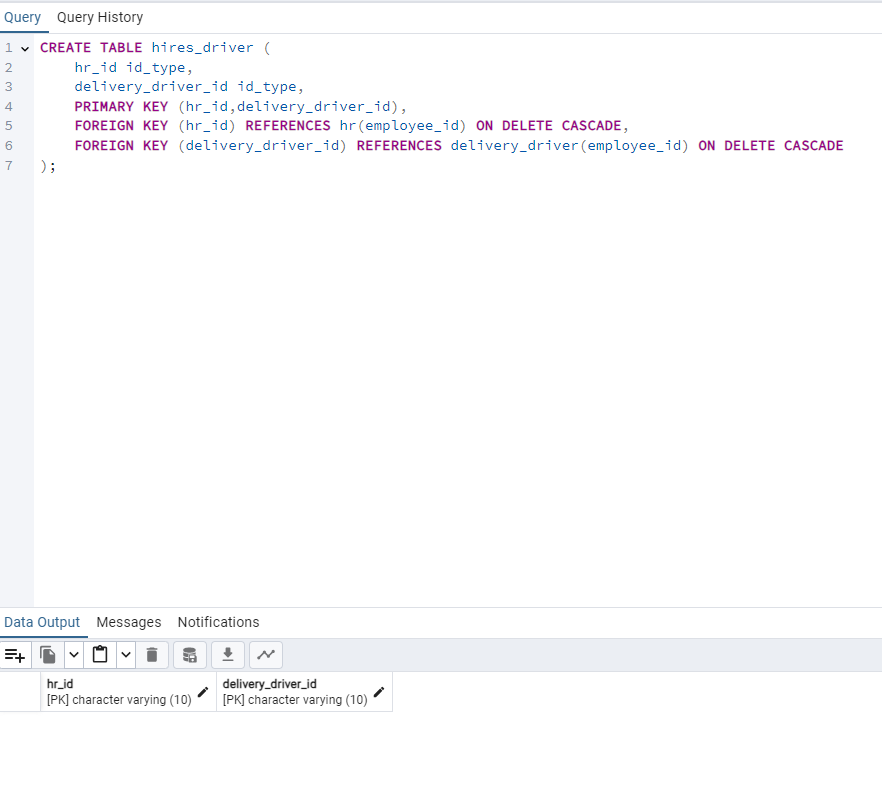 Query Query History
1 CREATE TABLE hires_driver (
2 hr_id id_type,
3 delivery_driver_id id_type,
4 PRIMARY KEY (hr_id,delivery_driver_id),
5 FOREIGN KEY (hr_id) REFERENCES hr(employee_id) ON DELETE CASCADE,
6 FOREIGN KEY (delivery_driver_id) REFERENCES delivery_driver(employee_id) ON DELETE CASCADE
7 );
Data Output Messages Notifications
hr_id delivery_driver_id
[PK] character varying (10) [PK] character varying (10)